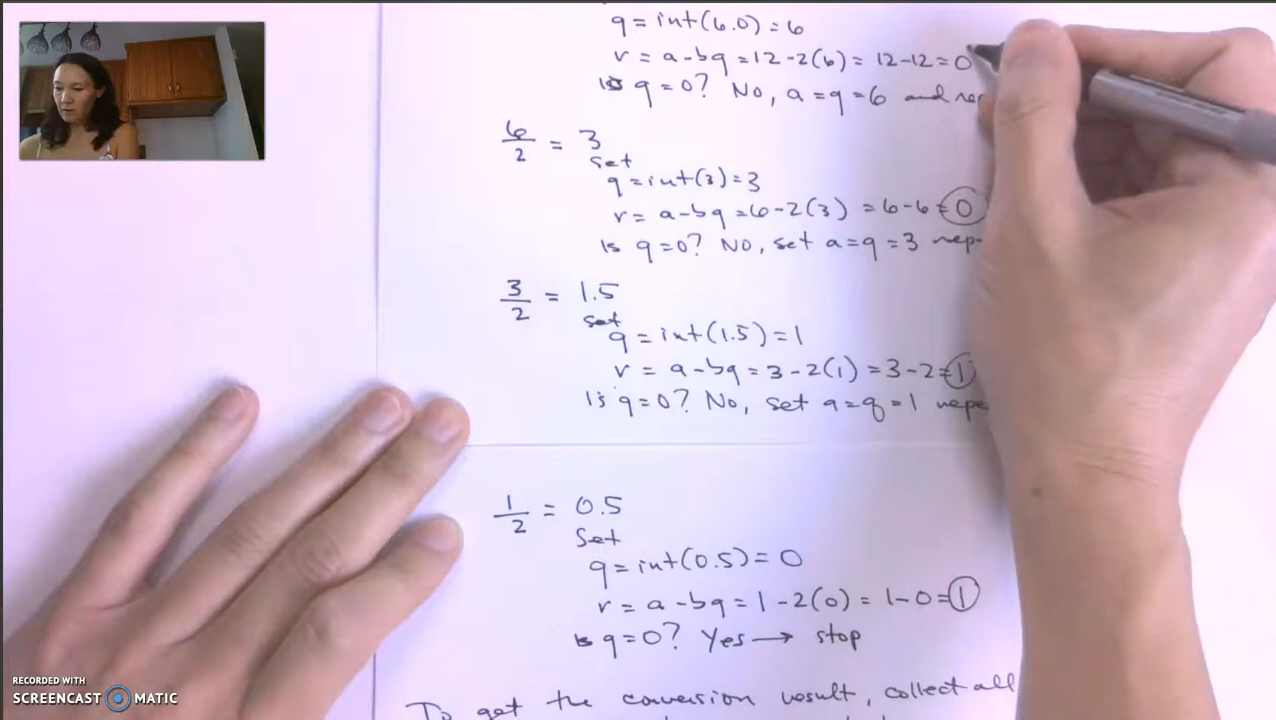 q = int(6.0) = 6
r = a - bq = 12 - 2(6) = 12 - 12 = 0
Is q = 0? No, a = q = 6 and
6/2 = 3
set
q = int(3) = 3
r = a - bq = 6 - 2(3) = 6 - 6 = 0
Is q = 0? No, set a = q = 3
3/2 = 1.5
set
q = int(1.5) = 1
r = a - bq = 3 - 2(1) = 3 - 2 = 1
Is q = 0? No, set a = q = 1
1/2 = 0.5
Set
q = int(0.5) = 0
r = a - bq = 1 - 2(0) = 1 - 0 = 1
Is q = 0? Yes → stop
To get the conversion result, collect all
RECORDED WITH
SCREENCAST MATIC